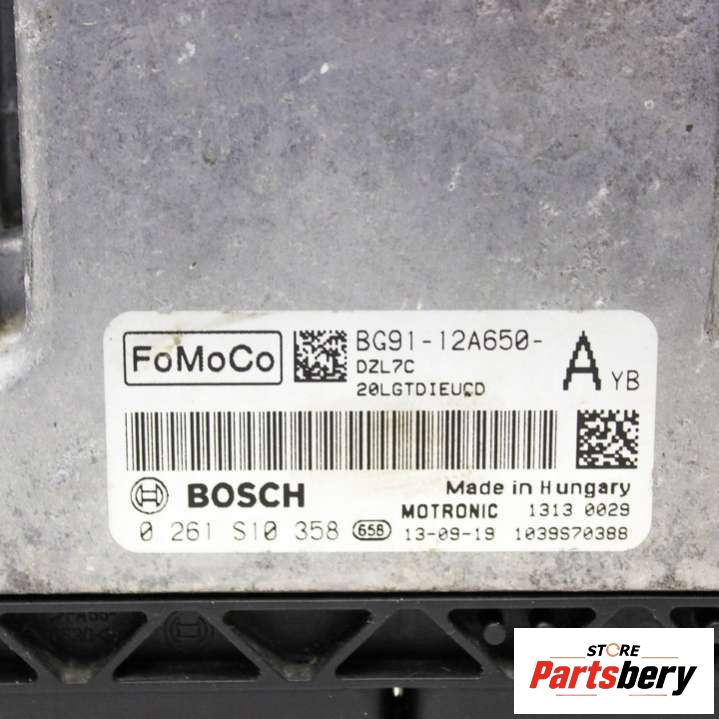 FoMoCo
BG91-12A650-
DZL7C
20LGTDIEUCD
A YB
BOSCH
Made in Hungary
MOTRONIC 1313 0029
0 261 S10 358 658 13-09-19 1039S70388
STORE
Partsbery